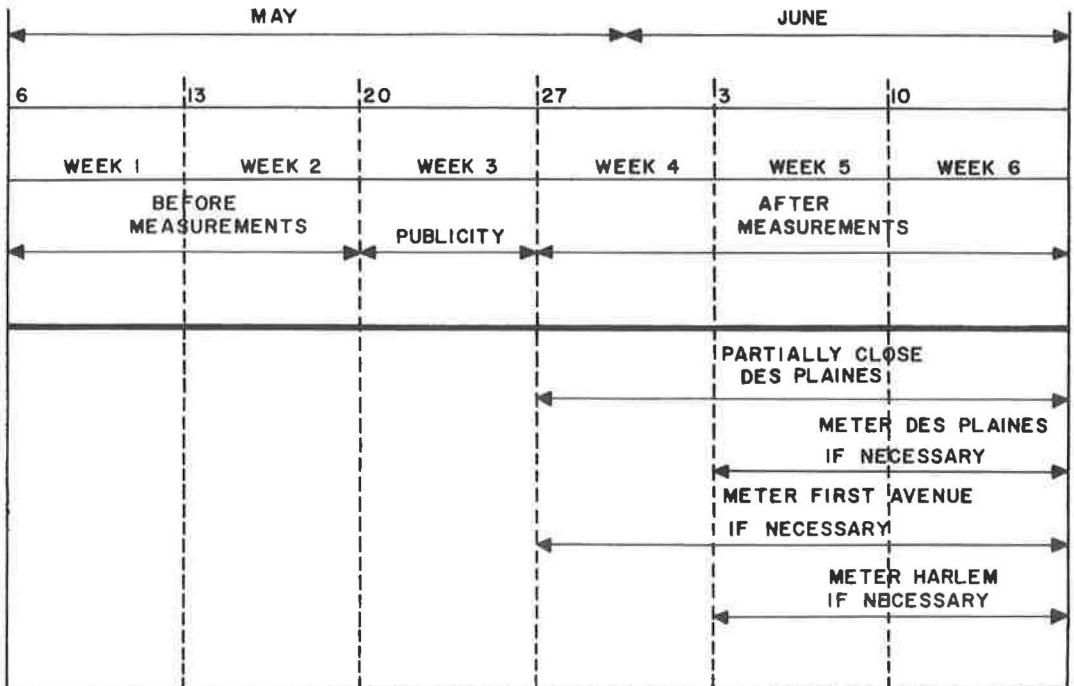 MAY JUNE
6 13 20 27 3 10
WEEK 1 WEEK 2 WEEK 3 WEEK 4 WEEK 5 WEEK 6
BEFORE
MEASUREMENTS
PUBLICITY
AFTER
MEASUREMENTS
PARTIALLY CLOSE
DES PLAINES
METER DES PLAINES
IF NECESSARY
METER FIRST AVENUE
IF NECESSARY
METER HARLEM
IF NECESSARY